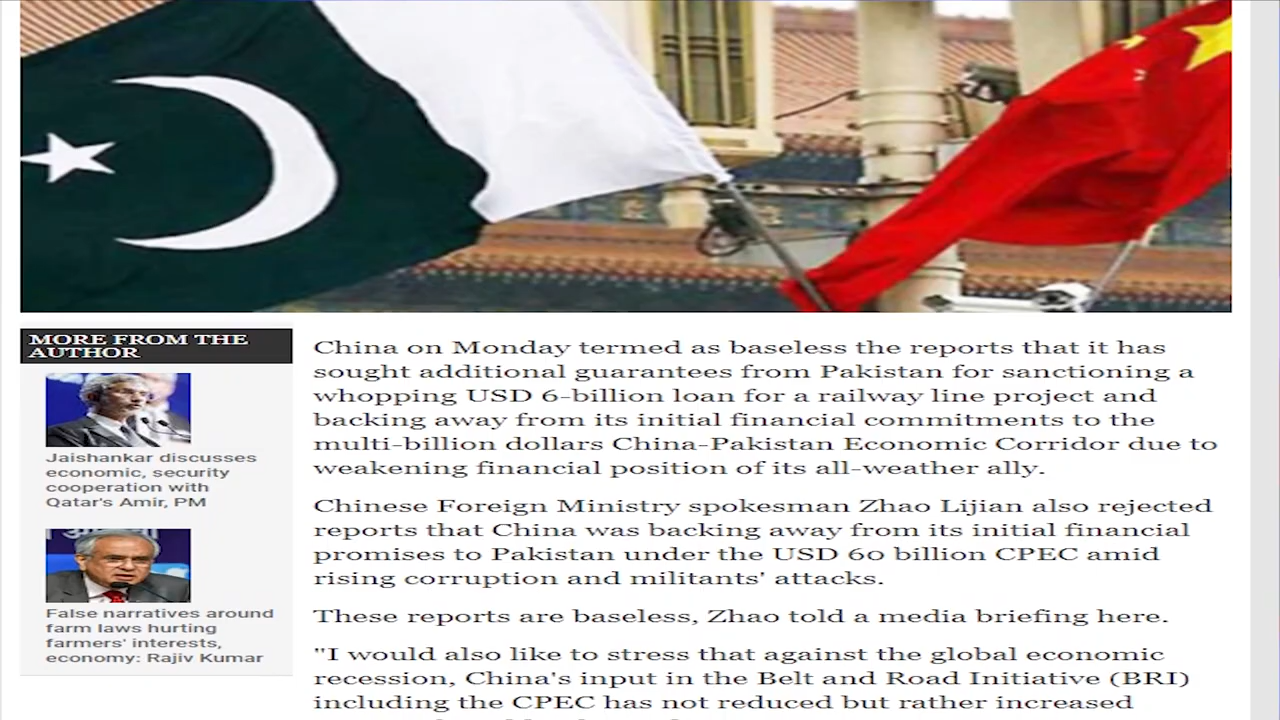 MORE FROM THE
AUTHOR
Jaishankar discusses
economic, security
cooperation with
Qatar's Amir, PM
False narratives around
farm laws hurting
farmers' interests,
economy: Rajiv Kumar
China on Monday termed as baseless the reports that it has
sought additional guarantees from Pakistan for sanctioning a
whopping USD 6-billion loan for a railway line project and
backing away from its initial financial commitments to the
multi-billion dollars China-Pakistan Economic Corridor due to
weakening financial position of its all-weather ally.
Chinese Foreign Ministry spokesman Zhao Lijian also rejected
reports that China was backing away from its initial financial
promises to Pakistan under the USD 60 billion CPEC amid
rising corruption and militants' attacks.
These reports are baseless, Zhao told a media briefing here.
"I would also like to stress that against the global economic
recession, China's input in the Belt and Road Initiative (BRI)
including the CPEC has not reduced but rather increased